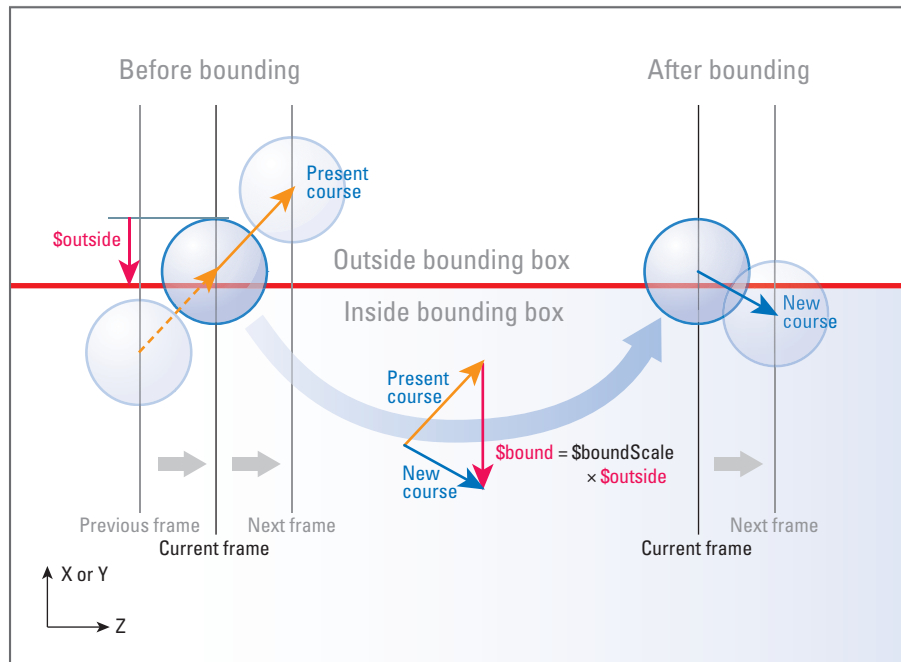 Before bounding
After bounding
Present
course
$outside
Outside bounding box
Inside bounding box
New
course
Present
course
$bound = $boundScale
× $outside
New
course
Previous frame
Next frame
Current frame
Next frame
Current frame
X or Y
Z